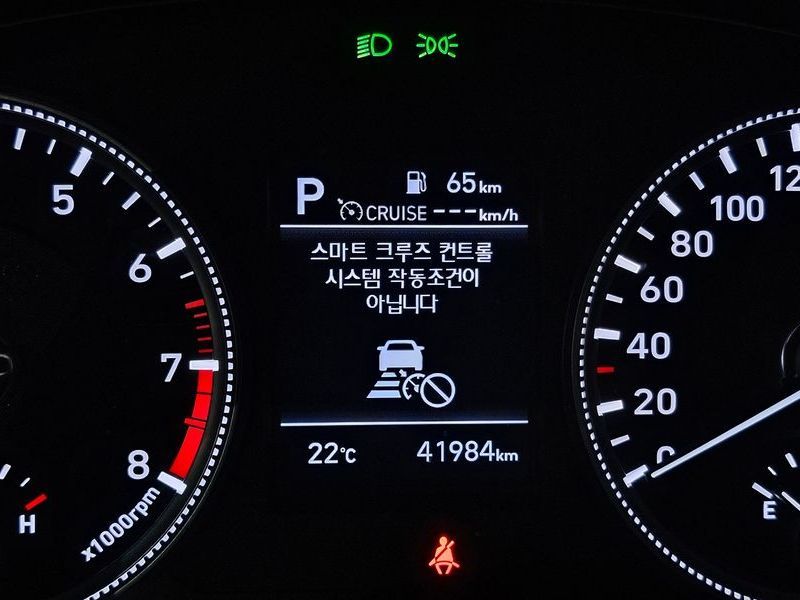 P
65km
CRUISE ---km/h
스마트 크루즈 컨트롤
시스템 작동조건이
아닙니다
22°C
41984km
5
6
7
8
x1000rpm
H
100
80
60
40
20
0
E